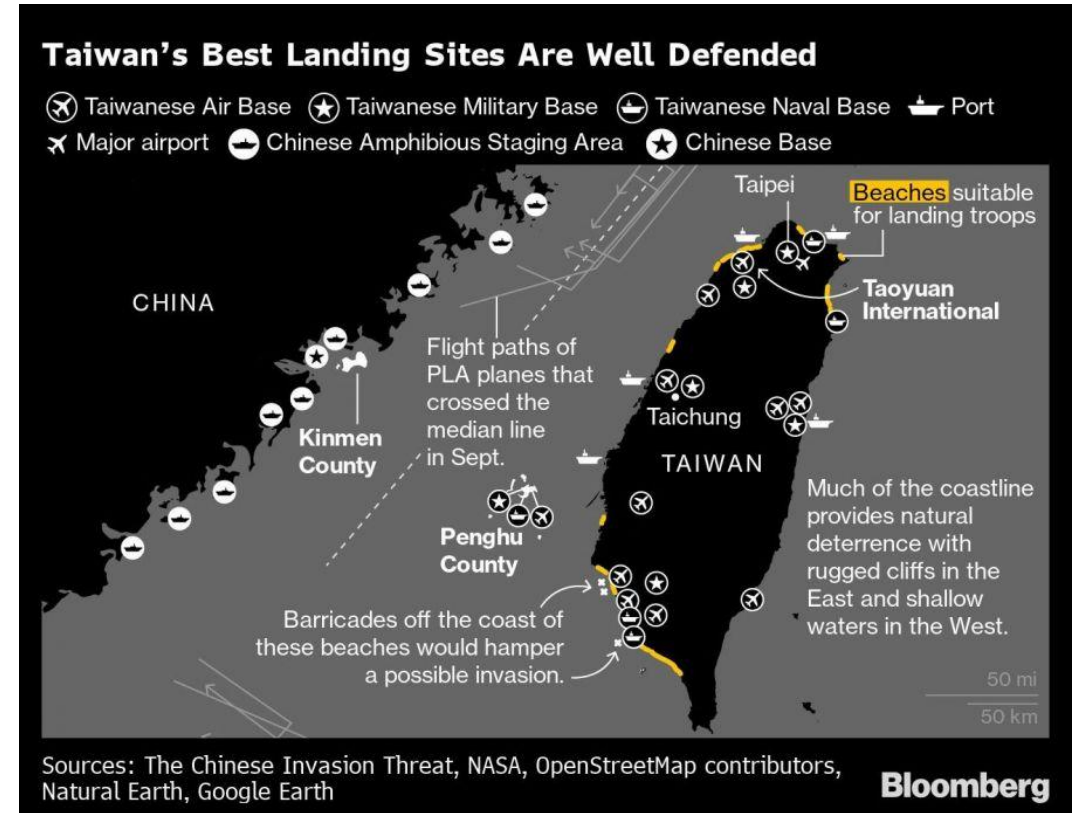 Taiwan's Best Landing Sites Are Well Defended
Taiwanese Air Base Taiwanese Military Base Taiwanese Naval Base Port
Major airport Chinese Amphibious Staging Area Chinese Base
Taipei
Beaches suitable
for landing troops
CHINA
Taoyuan
International
Flight paths of
PLA planes that
crossed the
median line
in Sept.
Kinmen
County
Taichung
TAIWAN
Penghu
County
Much of the coastline
provides natural
deterrence with
rugged cliffs in the
East and shallow
waters in the West.
Barricades off the coast of
these beaches would hamper
a possible invasion.
50 mi
50 km
Sources: The Chinese Invasion Threat, NASA, OpenStreetMap contributors,
Natural Earth, Google Earth
Bloomberg